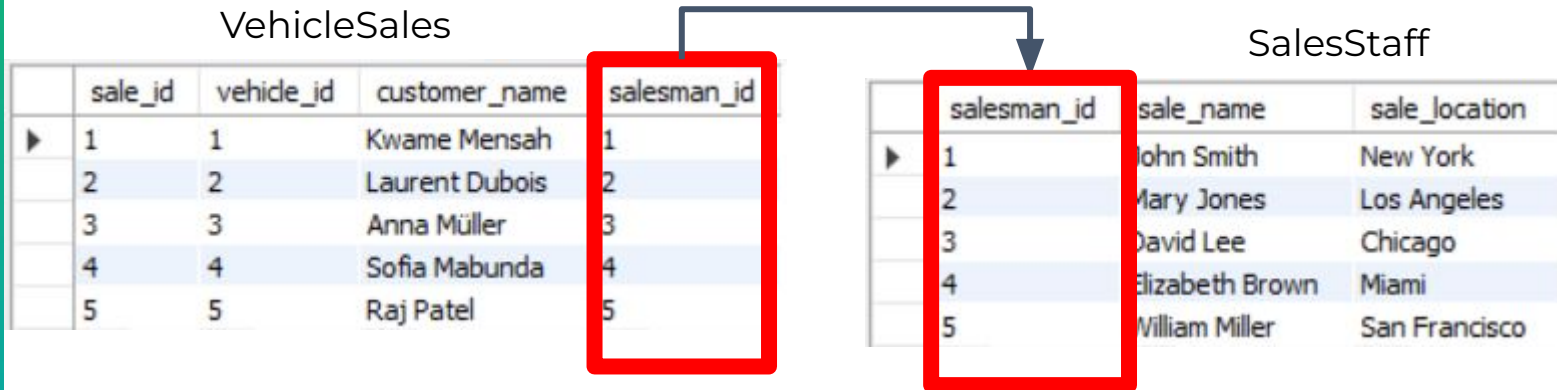 VehicleSales
sale_id vehicle_id customer_name salesman_id
1 1 Kwame Mensah 1
2 2 Laurent Dubois 2
3 3 Anna Müller 3
4 4 Sofia Mabunda 4
5 5 Raj Patel 5
SalesStaff
salesman_id sale_name sale_location
1 John Smith New York
2 Mary Jones Los Angeles
3 David Lee Chicago
4 Elizabeth Brown Miami
5 William Miller San Francisco